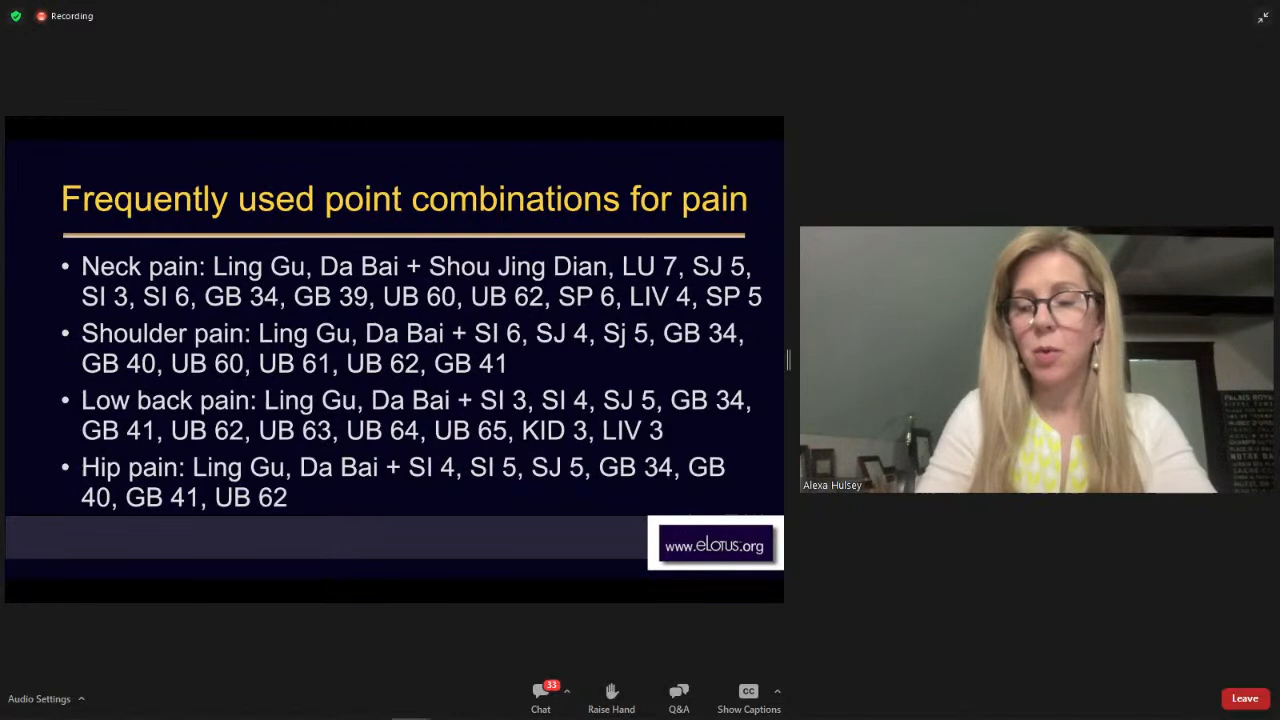 Recording
Frequently used point combinations for pain
• Neck pain: Ling Gu, Da Bai + Shou Jing Dian, LU 7, SJ 5,
SI 3, SI 6, GB 34, GB 39, UB 60, UB 62, SP 6, LIV 4, SP 5
• Shoulder pain: Ling Gu, Da Bai + SI 6, SJ 4, Sj 5, GB 34,
GB 40, UB 60, UB 61, UB 62, GB 41
• Low back pain: Ling Gu, Da Bai + SI 3, SI 4, SJ 5, GB 34,
GB 41, UB 62, UB 63, UB 64, UB 65, KID 3, LIV 3
• Hip pain: Ling Gu, Da Bai + SI 4, SI 5, SJ 5, GB 34, GB
40, GB 41, UB 62
www.eLotus.org
PALAIS ROYA
Alexa Hulsey
Audio Settings
33
Chat
Raise Hand
Q&A
CC
Show Captions
Leave